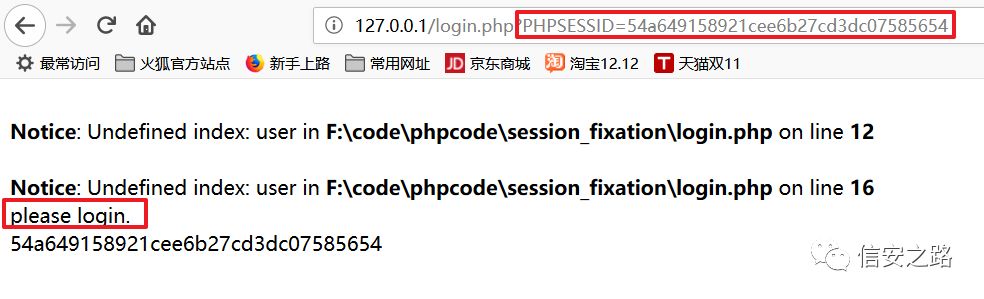 127.0.0.1/login.php?PHPSESSID=54a649158921cee6b27cd3dc07585654
最常访问 火狐官方站点 新手上路 常用网址 JD 京东商城 淘 淘宝12.12 T 天猫双11
Notice: Undefined index: user in F:\code\phpcode\session_fixation\login.php on line 12
Notice: Undefined index: user in F:\code\phpcode\session_fixation\login.php on line 16
please login.
54a649158921cee6b27cd3dc07585654
信安之路